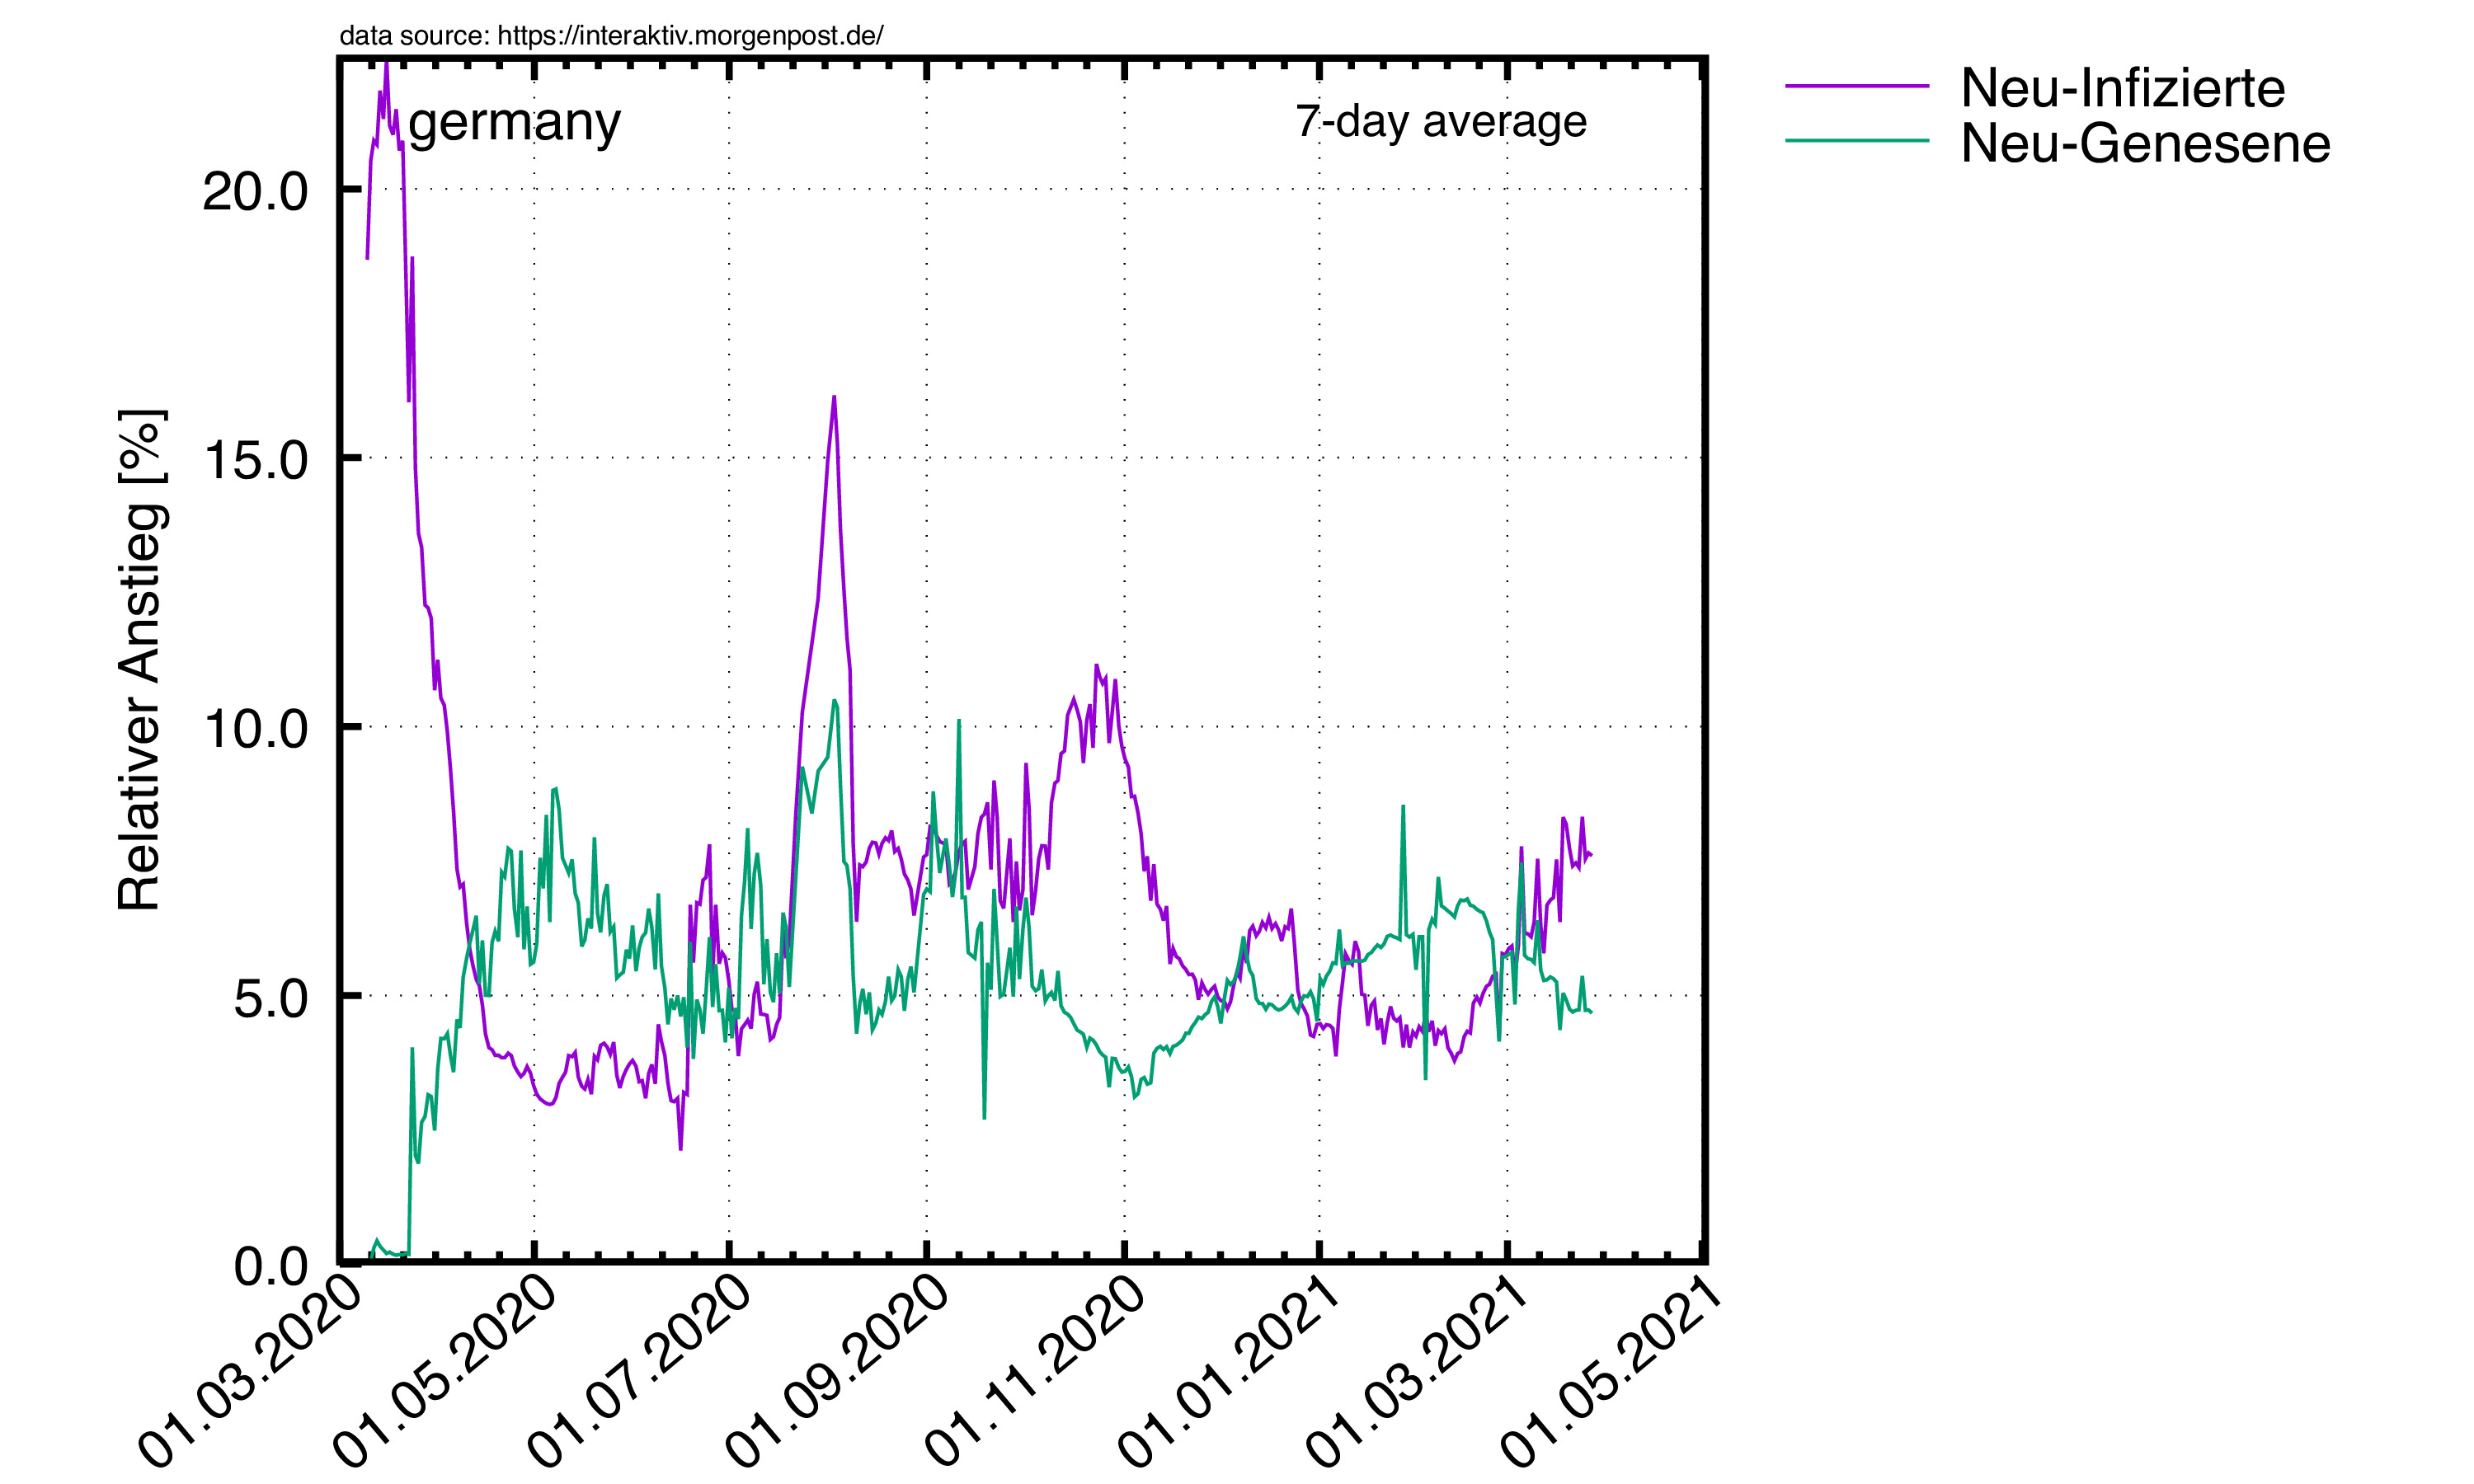 data source: https://interaktiv.morgenpost.de/
germany
7-day average
Neu-Infizierte
Neu-Genesene
Relativer Anstieg [%]
20.0
15.0
10.0
5.0
0.0
01.03.2020
01.05.2020
01.07.2020
01.09.2020
01.11.2020
01.01.2021
01.03.2021
01.05.2021